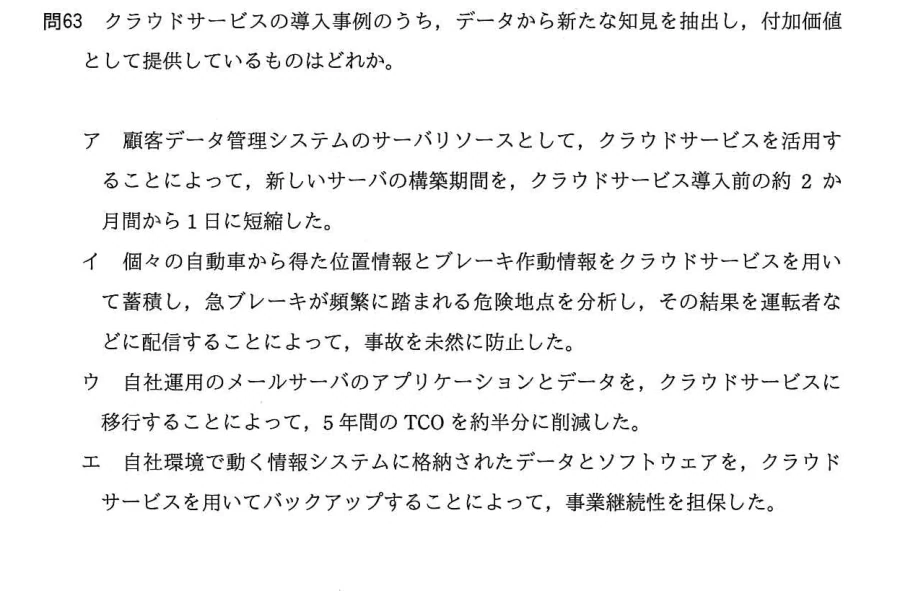 問63　クラウドサービスの導入事例のうち，データから新たな知見を抽出し，付加価値
として提供しているものはどれか。
ア　顧客データ管理システムのサーバリソースとして，クラウドサービスを活用す
ることによって，新しいサーバの構築期間を，クラウドサービス導入前の約 2 か
月間から 1 日に短縮した。
イ　個々の自動車から得た位置情報とブレーキ作動情報をクラウドサービスを用い
て蓄積し，急ブレーキが頻繁に踏まれる危険地点を分析し，その結果を運転者な
どに配信することによって，事故を未然に防止した。
ウ　自社運用のメールサーバのアプリケーションとデータを，クラウドサービスに
移行することによって，5 年間の TCO を約半分に削減した。
エ　自社環境で動く情報システムに格納されたデータとソフトウェアを，クラウド
サービスを用いてバックアップすることによって，事業継続性を担保した。